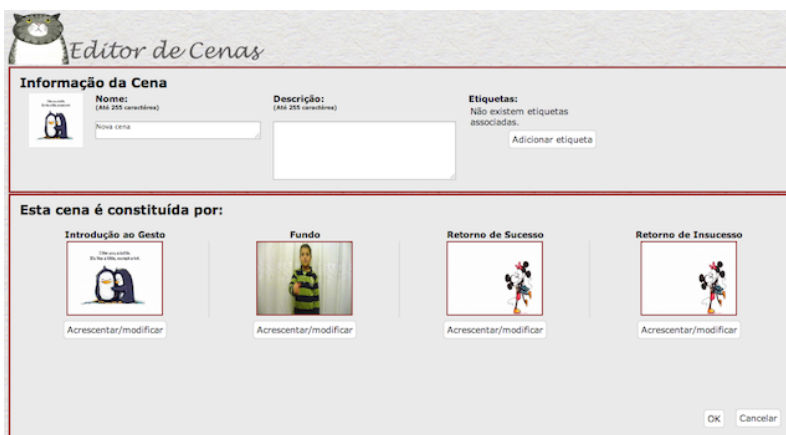 Editor de Cenas
Informação da Cena
Nome:
(Até 255 caractéres)
Nova cena
Descrição:
(Até 255 caractéres)
Etiquetas:
Não existem etiquetas
associadas.
Adicionar etiqueta
Esta cena é constituída por:
Introdução ao Gesto
Acrescentar/modificar
Fundo
Acrescentar/modificar
Retorno de Sucesso
Acrescentar/modificar
Retorno de Insucesso
Acrescentar/modificar
OK
Cancelar